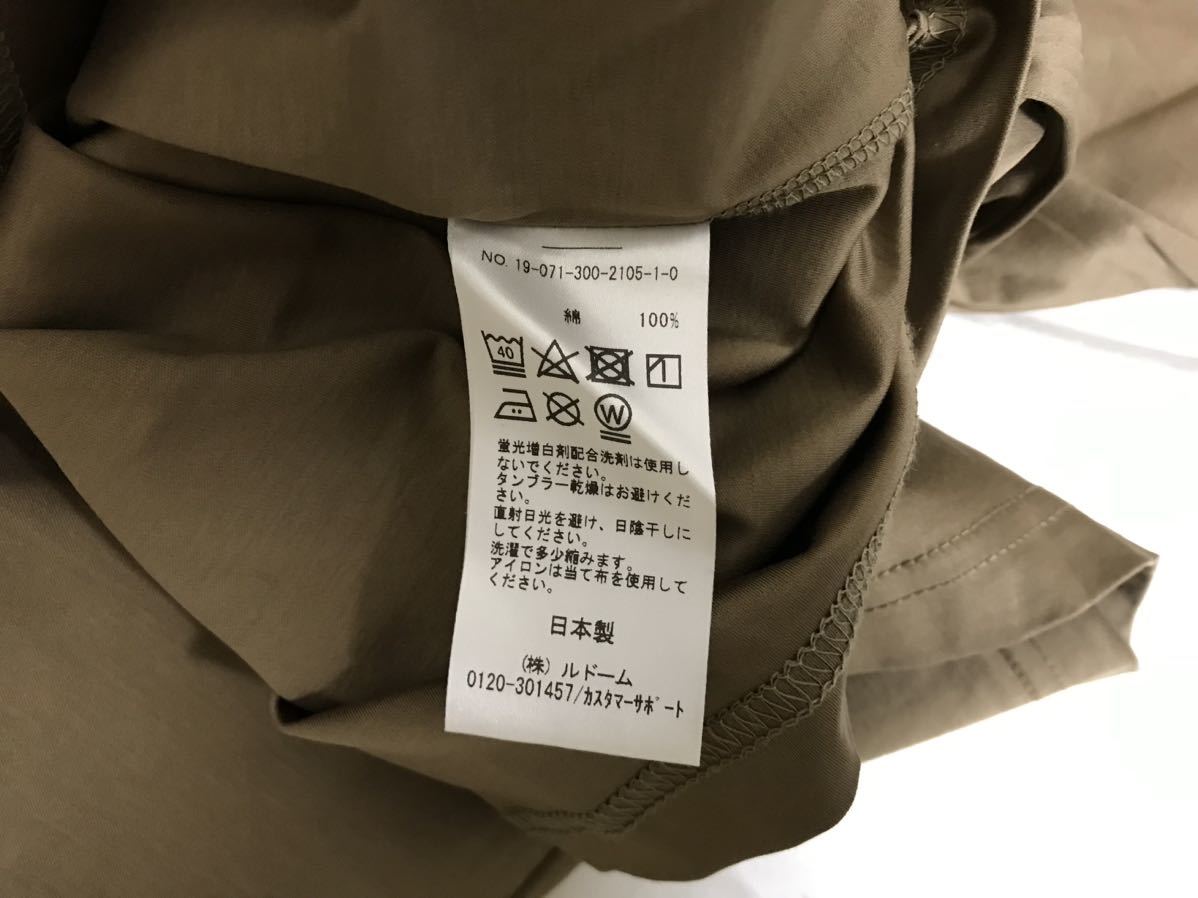 NO. 19-071-300-2105-1-0
綿 100%
40
W
蛍光増白剤配合洗剤は使用し
ないでください。
タンブラー乾燥はお避けくだ
さい。
直射日光を避け、日陰干しに
してください。
洗濯で多少縮みます。
アイロンは当て布を使用して
ください。
日本製
(株) ルドーム
0120-301457/カスタマーサポート